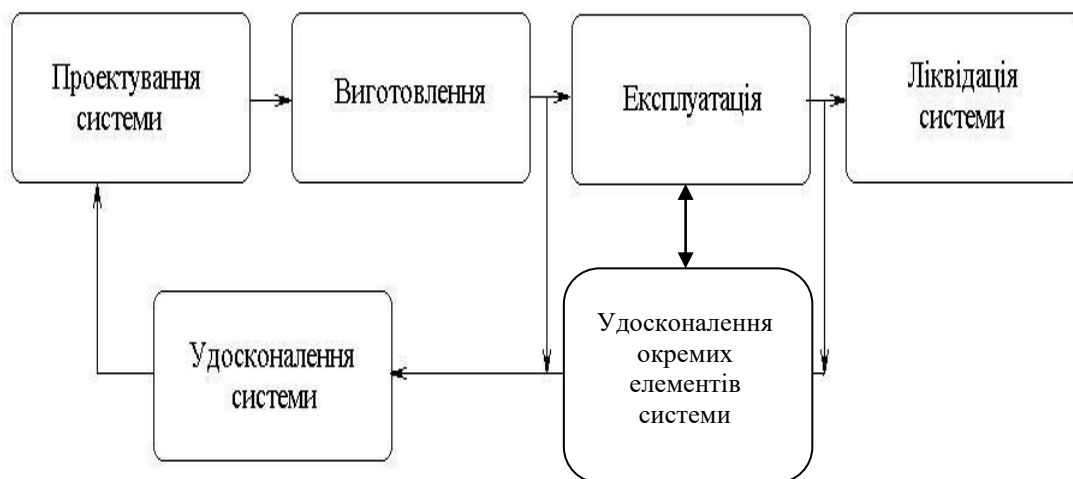 Проектування
системи
Виготовлення
Експлуатація
Ліквідація
системи
Удосконалення
системи
Удосконалення
окремих
елементів
системи